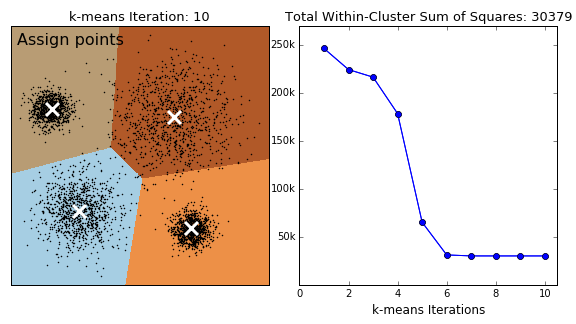 k-means Iteration: 10
Assign points
Total Within-Cluster Sum of Squares: 30379
250k
200k
150k
100k
50k
0 2 4 6 8 10
k-means Iterations